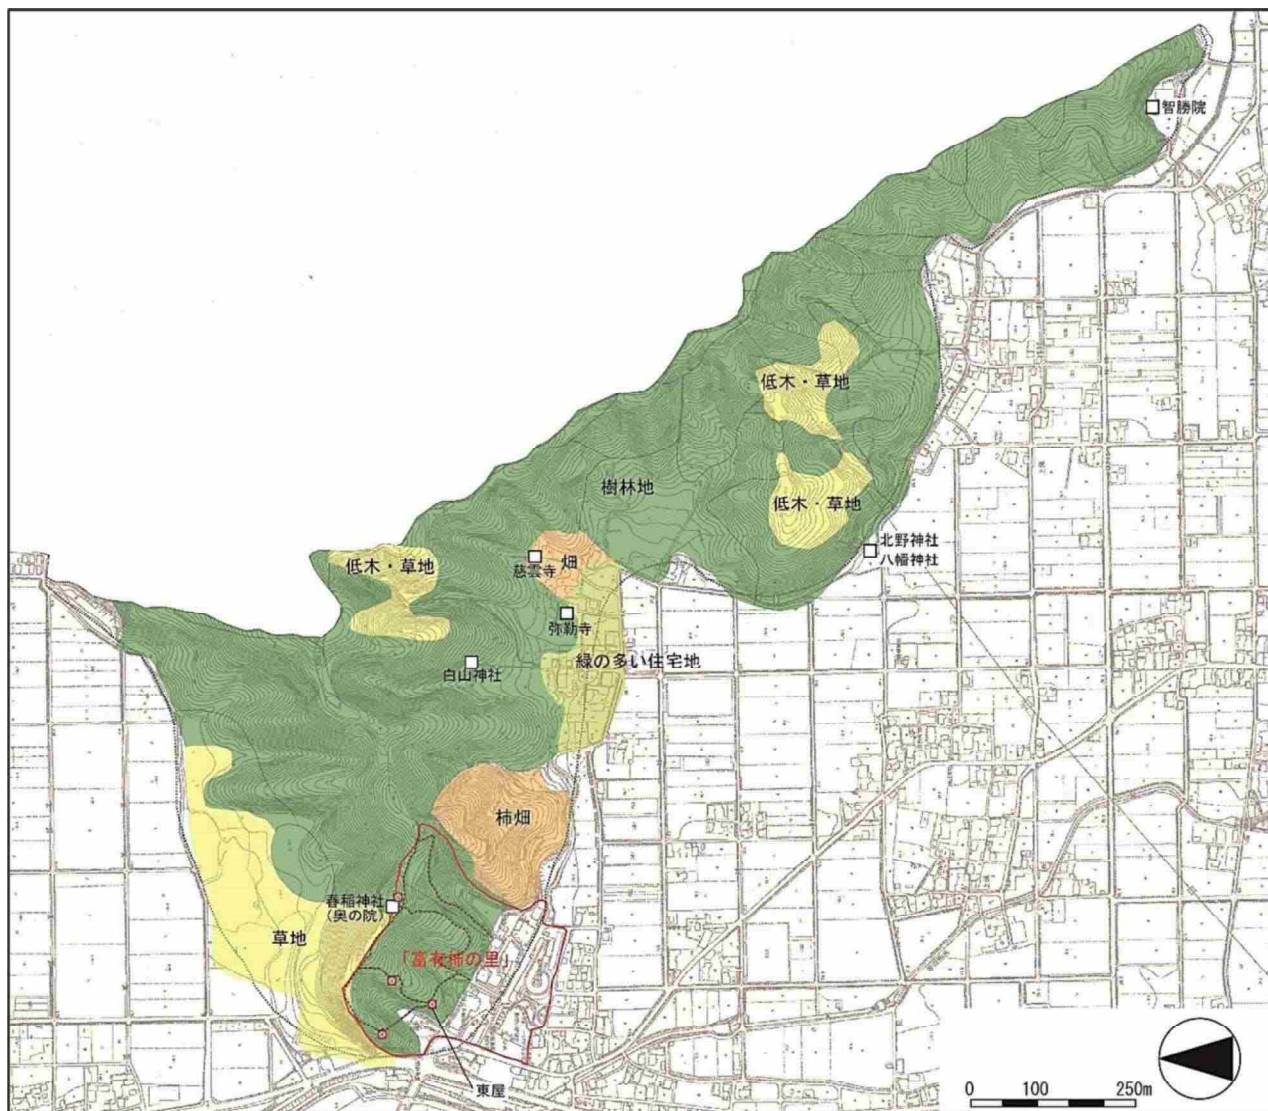 智勝院
低木・草地
樹林地
低木・草地
北野神社
八幡神社
低木・草地
畑
慈雲寺
弥勒寺
緑の多い住宅地
白山神社
柿畑
春稲神社
(奥の院)
草地
「富有柿の里」
東屋
0 100 250m